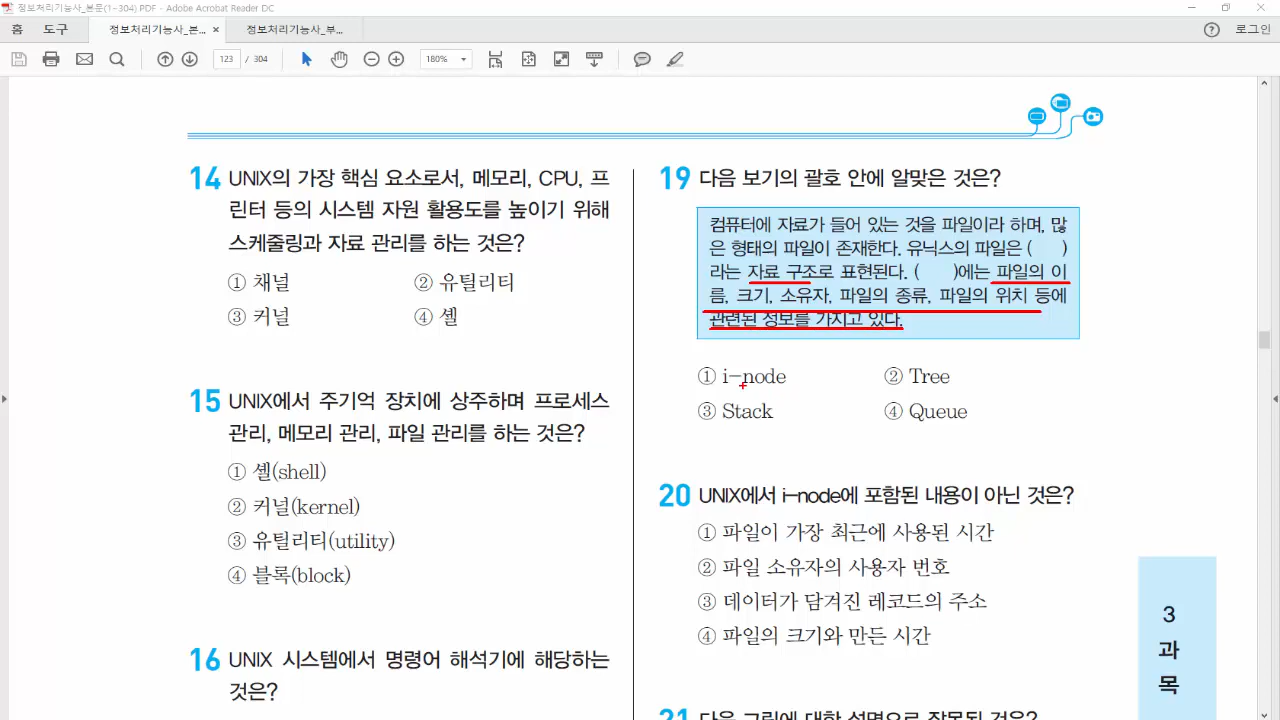 정보처리기능사_본문(1-304) PDF - Adobe Acrobat Reader DC
홈 도구 정보처리기능사_본... × 정보처리기능사_부... 로그인
123 / 304 180%
14 UNIX의 가장 핵심 요소로서, 메모리, CPU, 프
린터 등의 시스템 자원 활용도를 높이기 위해
스케줄링과 자료 관리를 하는 것은?
① 채널 ② 유틸리티
③ 커널 ④ 셸
15 UNIX에서 주기억 장치에 상주하며 프로세스
관리, 메모리 관리, 파일 관리를 하는 것은?
① 셸(shell)
② 커널(kernel)
③ 유틸리티(utility)
④ 블록(block)
16 UNIX 시스템에서 명령어 해석기에 해당하는
것은?
19 다음 보기의 괄호 안에 알맞은 것은?
컴퓨터에 자료가 들어 있는 것을 파일이라 하며, 많
은 형태의 파일이 존재한다. 유닉스의 파일은 ( )
라는 자료 구조로 표현된다. ( )에는 파일의 이
름, 크기, 소유자, 파일의 종류, 파일의 위치 등에
관련된 정보를 가지고 있다.
① i-node ② Tree
③ Stack ④ Queue
20 UNIX에서 i-node에 포함된 내용이 아닌 것은?
① 파일이 가장 최근에 사용된 시간
② 파일 소유자의 사용자 번호
③ 데이터가 담겨진 레코드의 주소
④ 파일의 크기와 만든 시간
21 다음 그림에 대한 설명으로 잘못된 것은?
3
과
목